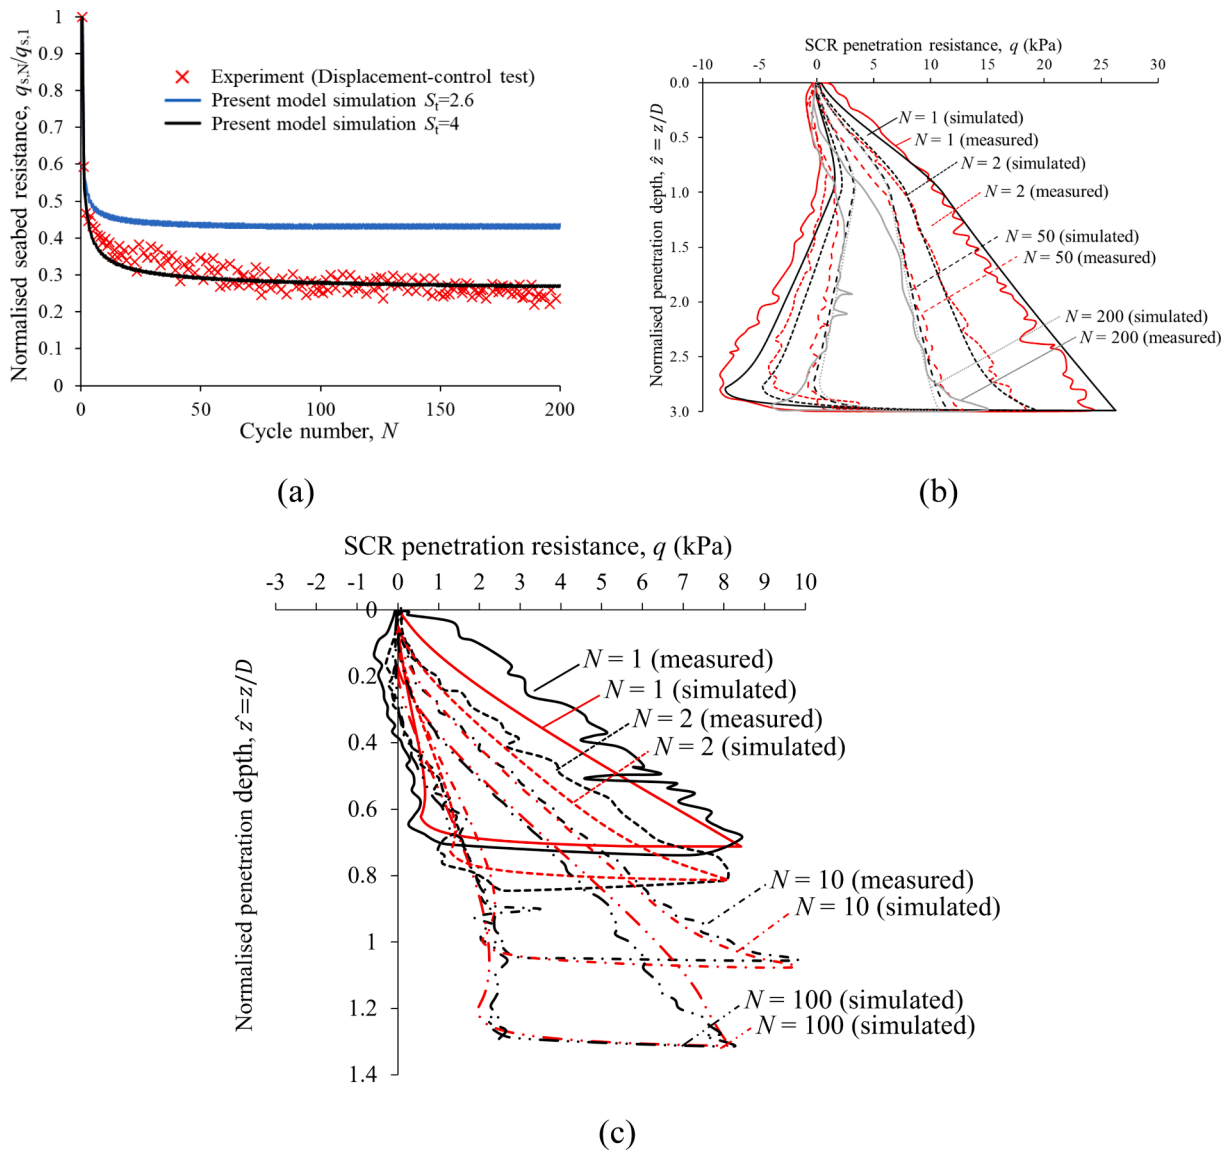 Normalised seabed resistance, qs,N/qs,1
1
0.9
0.8
0.7
0.6
0.5
0.4
0.3
0.2
0.1
0
Experiment (Displacement-control test)
Present model simulation St=2.6
Present model simulation St=4
0 50 100 150 200
Cycle number, N
(a)
SCR penetration resistance, q (kPa)
-10 -5 0 5 10 15 20 25 30
Normalised penetration depth, ẑ = z/D
0.0
0.5
1.0
1.5
2.0
2.5
3.0
N = 1 (simulated)
N = 1 (measured)
N = 2 (simulated)
N = 2 (measured)
N = 50 (simulated)
N = 50 (measured)
N = 200 (simulated)
N = 200 (measured)
(b)
SCR penetration resistance, q (kPa)
-3 -2 -1 0 1 2 3 4 5 6 7 8 9 10
Normalised penetration depth, zˆ=z/D
0
0.2
0.4
0.6
0.8
1
1.2
1.4
N = 1 (measured)
N = 1 (simulated)
N = 2 (measured)
N = 2 (simulated)
N = 10 (measured)
N = 10 (simulated)
N = 100 (simulated)
N = 100 (simulated)
(c)